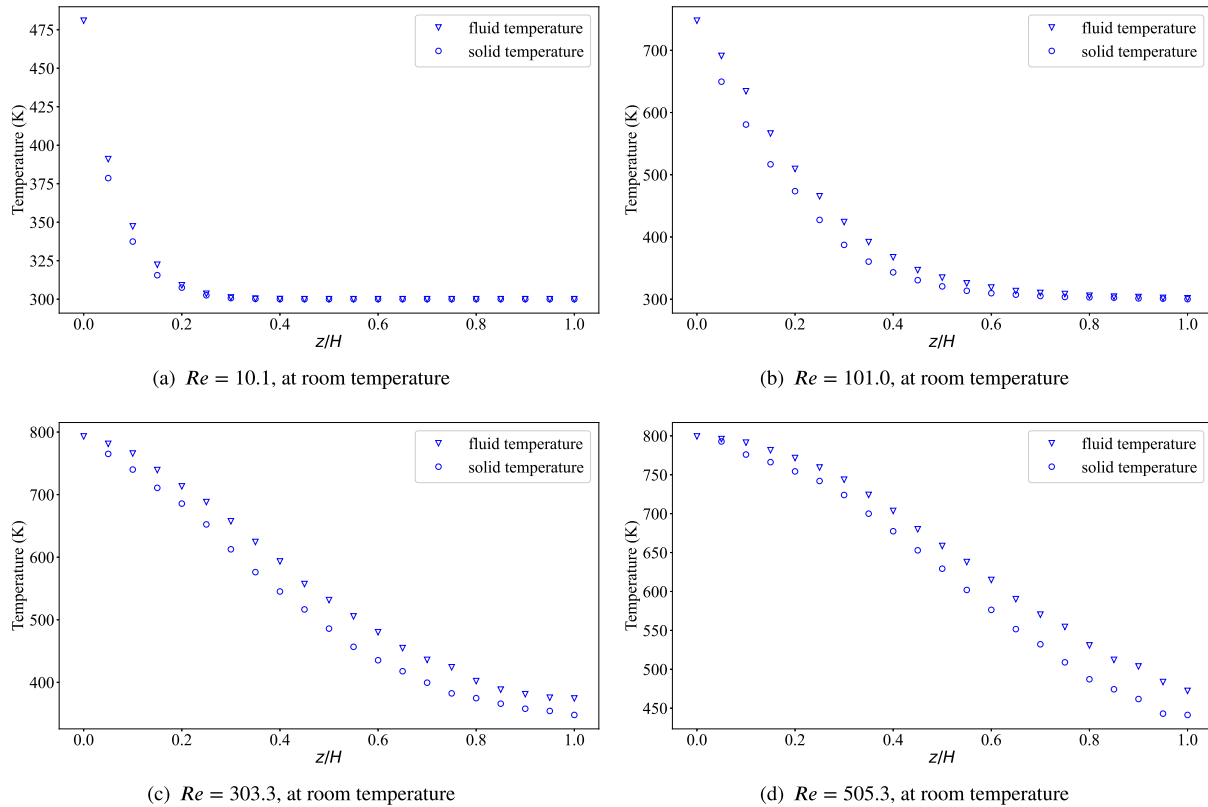 475
450
425
400
375
350
325
300
Temperature (K)
fluid temperature
solid temperature
0.0 0.2 0.4 0.6 0.8 1.0
z/H
(a) Re = 10.1, at room temperature
700
600
500
400
300
Temperature (K)
fluid temperature
solid temperature
0.0 0.2 0.4 0.6 0.8 1.0
z/H
(b) Re = 101.0, at room temperature
800
700
600
500
400
Temperature (K)
fluid temperature
solid temperature
0.0 0.2 0.4 0.6 0.8 1.0
z/H
(c) Re = 303.3, at room temperature
800
750
700
650
600
550
500
450
Temperature (K)
fluid temperature
solid temperature
0.0 0.2 0.4 0.6 0.8 1.0
z/H
(d) Re = 505.3, at room temperature